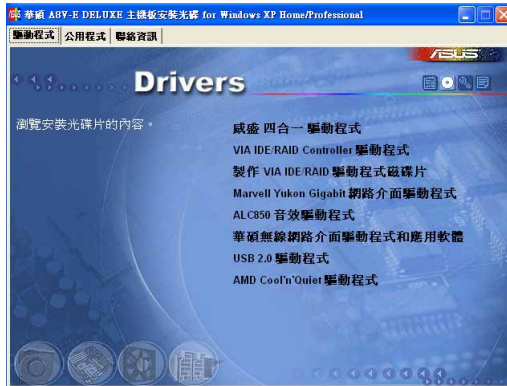 華碩 A8V-E DELUXE 主機板安裝光碟 for Windows XP Home/Professional
驅動程式 公用程式 聯絡資訊
ASUS
Drivers
瀏覽安裝光碟片的內容。
威盛 四合一 驅動程式
VIA IDE/RAID Controller 驅動程式
製作 VIA IDE/RAID 驅動程式磁碟片
Marvell Yukon Gigabit 網路介面驅動程式
ALC850 音效驅動程式
華碩無線網路介面驅動程式和應用軟體
USB 2.0 驅動程式
AMD Cool'n'Quiet 驅動程式